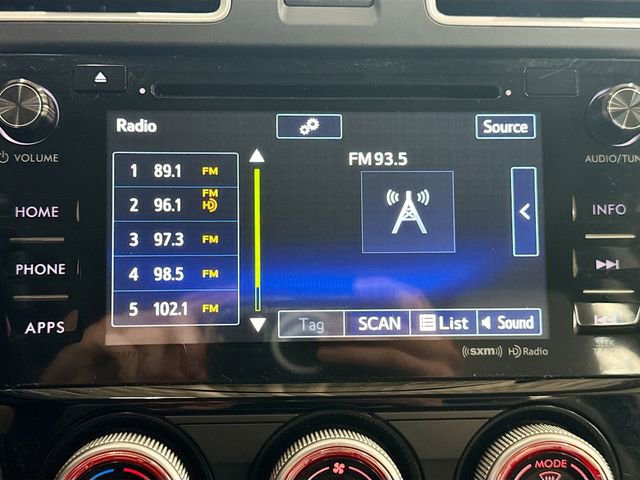 Radio
Source
FM 93.5
1 89.1 FM
2 96.1 FM HD
3 97.3 FM
4 98.5 FM
5 102.1 FM
Tag SCAN List Sound
VOLUME
HOME
PHONE
APPS
AUDIO/TUN
INFO
SEEK
((sxm)) HD Radio
MODE